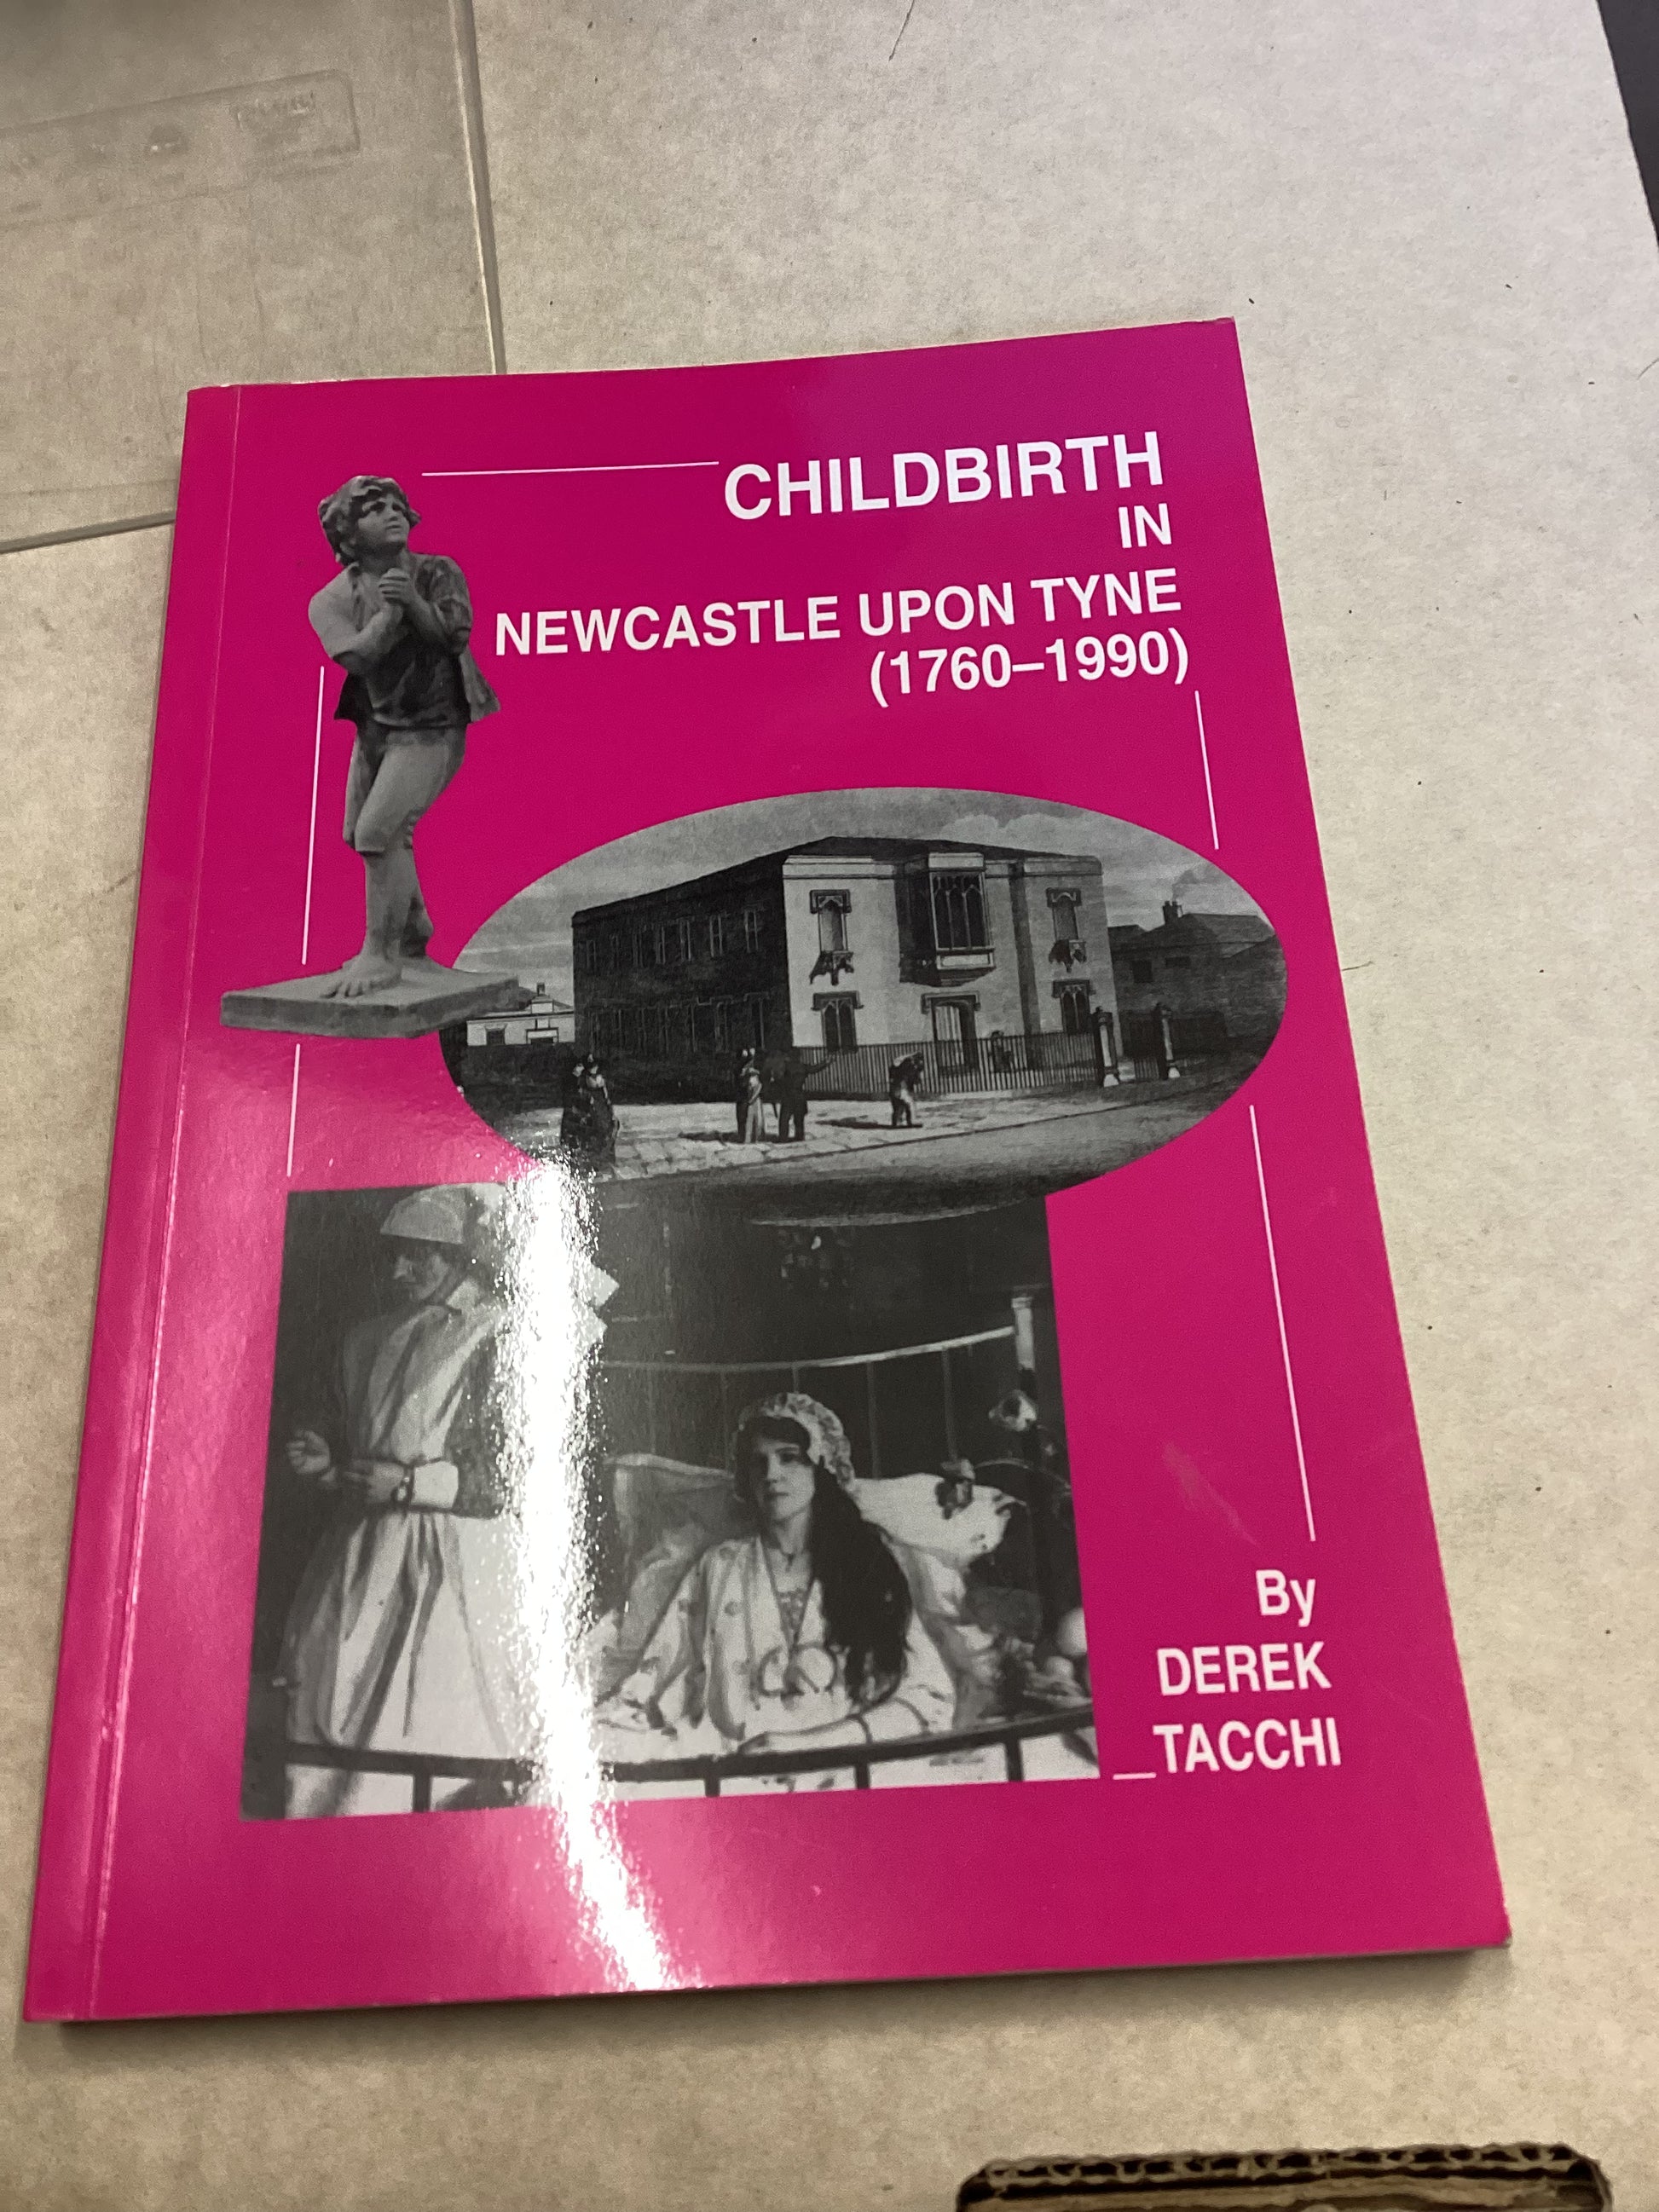 CHILDBIRTH
IN
NEWCASTLE UPON TYNE
(1760–1990)
By
DEREK
TACCHI